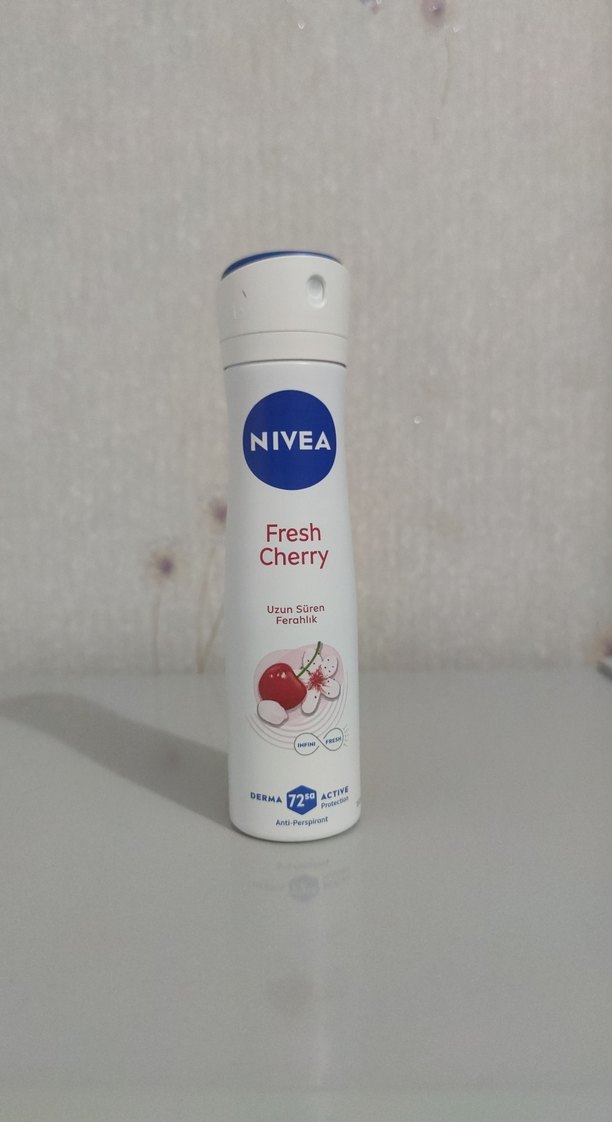 NIVEA
Fresh
Cherry
Uzun Süren
Ferahlık
INFINI FRESH
DERMA 72sa ACTIVE
Protection
Anti-Perspirant